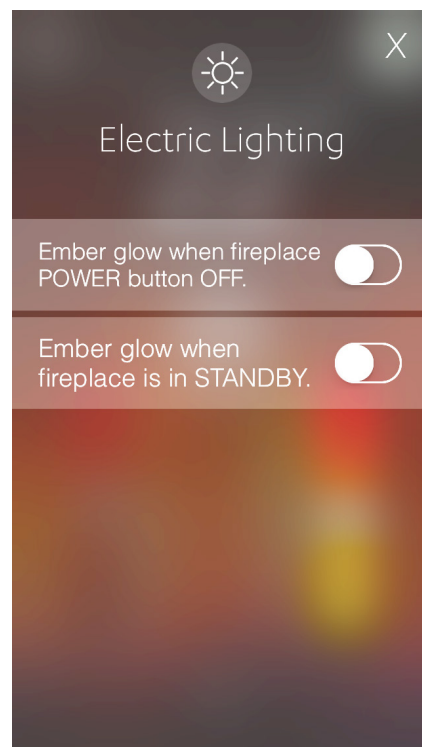 X
Electric Lighting
Ember glow when fireplace
POWER button OFF.
Ember glow when
fireplace is in STANDBY.